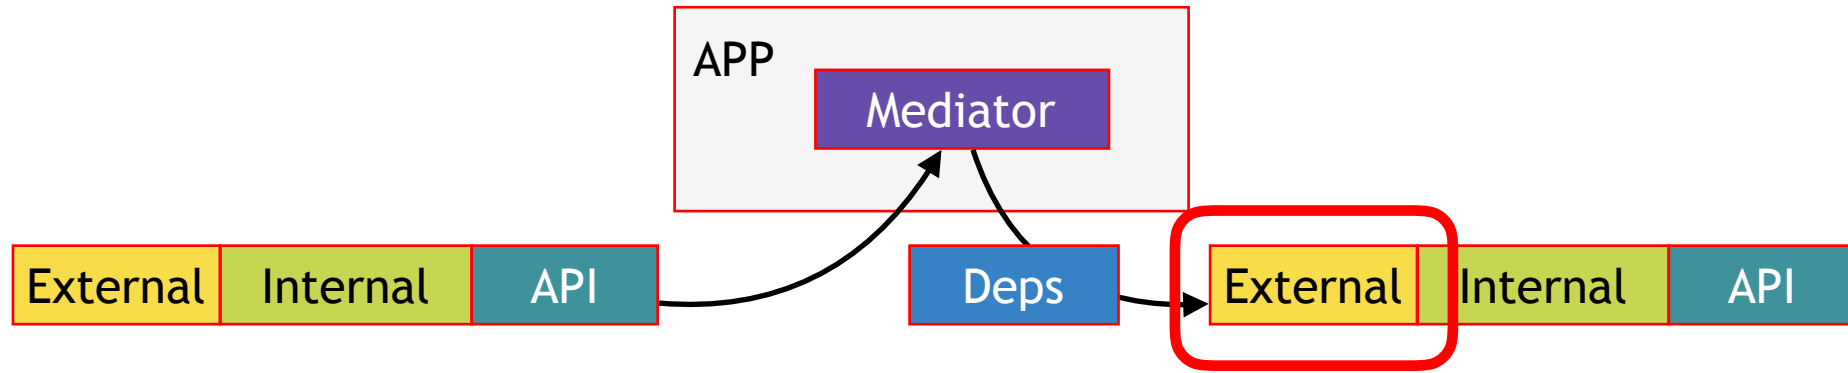 APP
Mediator
External Internal API Deps External Internal API